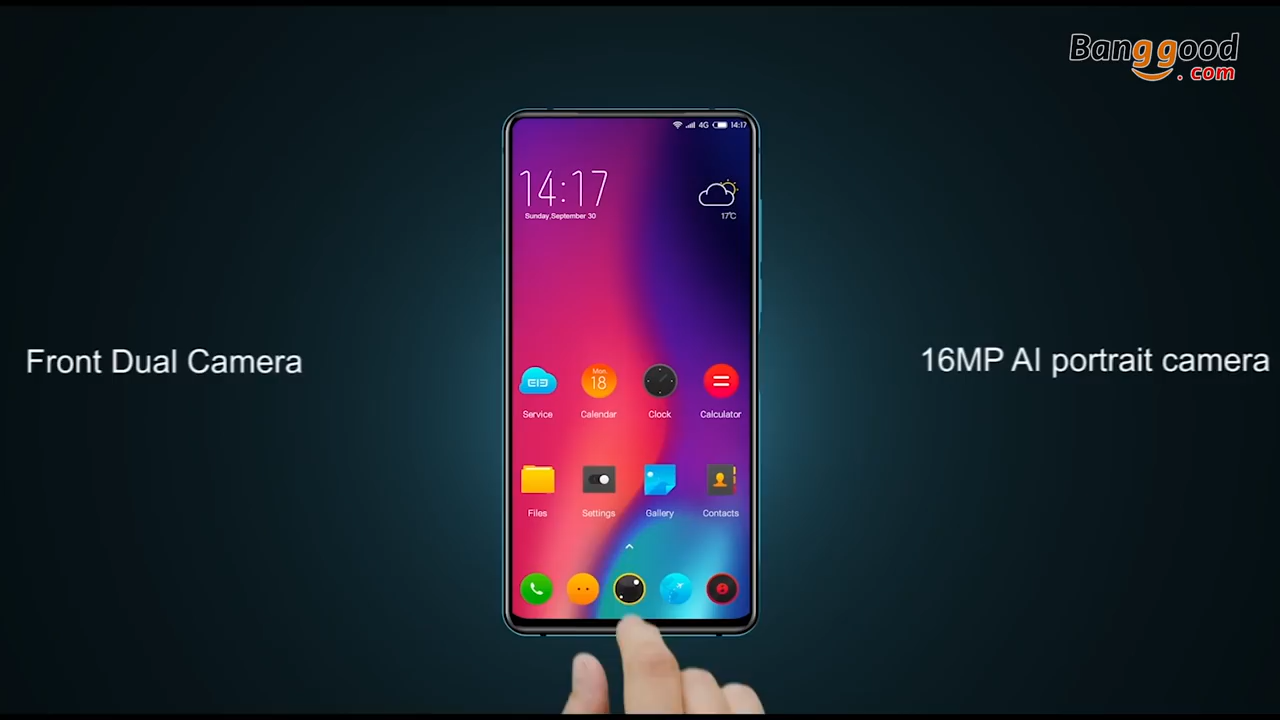 Banggood
.com
4G 14:17
14:17
Sunday,September 30
17℃
Front Dual Camera
16MP AI portrait camera
Mon.
18
Service
Calendar
Clock
Calculator
Files
Settings
Gallery
Contacts